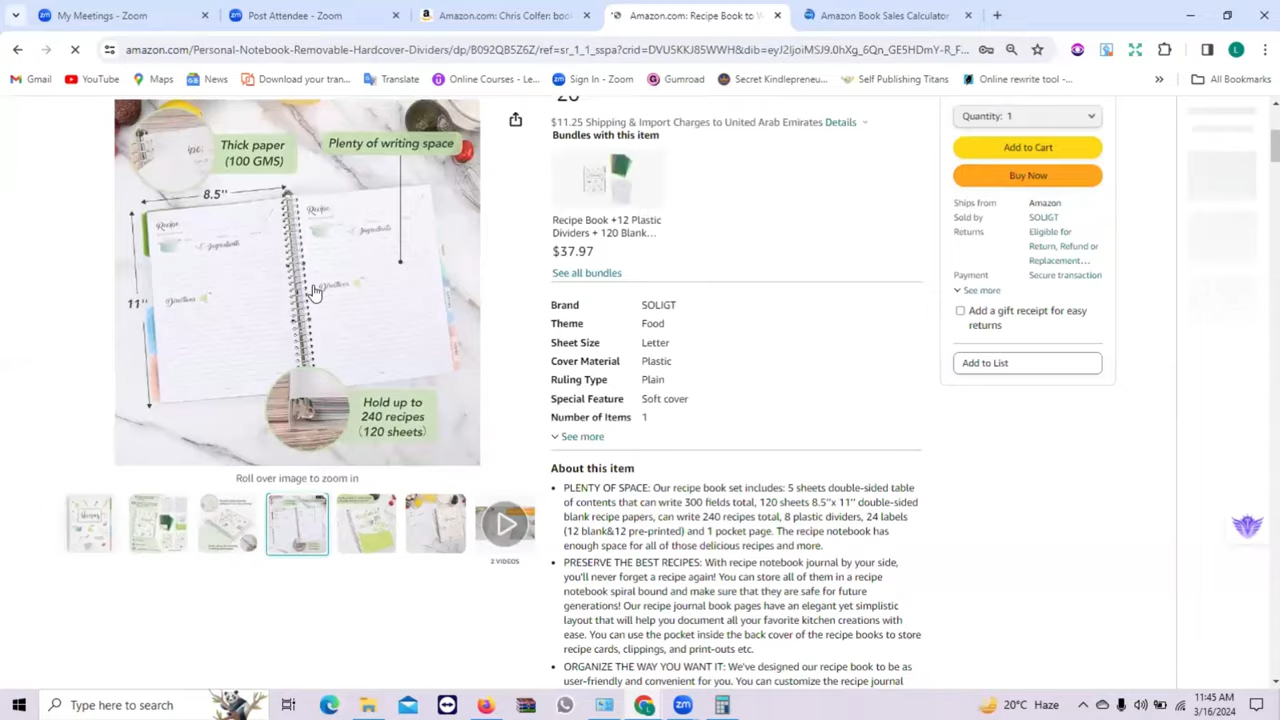 My Meetings - Zoom
Post Attendee - Zoom
Amazon.com: Chris Colfer: boo
Amazon.com: Recipe Book to W
Amazon Book Sales Calculator
amazon.com/Personal-Notebook-Removable-Hardcover-Dividers/dp/B092QB5Z6Z/ref=sr_1_1_sspa?crid=DVU5KKJ85WWH&dib=eyJ2IjoiMSJ9.0hXg_6Qn_GE5HDmY-R_F...
Gmail
YouTube
Maps
News
Download your tran...
Translate
Online Courses - Le...
Sign In - Zoom
Gumroad
Secret Kindlepreneu...
Self Publishing Titans
Online rewrite tool -...
All Bookmarks
Thick paper
(100 GMS)
Plenty of writing space
8.5''
11''
Recipe
Ingredients
Directions
Recipe
Ingredients
Directions
Hold up to
240 recipes
(120 sheets)
Roll over image to zoom in
2 VIDEOS
$11.25 Shipping & Import Charges to United Arab Emirates Details
Bundles with this item
Recipe Book +12 Plastic
Dividers + 120 Blank...
$37.97
See all bundles
Brand SOLIGT
Theme Food
Sheet Size Letter
Cover Material Plastic
Ruling Type Plain
Special Feature Soft cover
Number of Items 1
See more
About this item
• PLENTY OF SPACE: Our recipe book set includes: 5 sheets double-sided table
of contents that can write 300 fields total, 120 sheets 8.5''x 11'' double-sided
blank recipe papers, can write 240 recipes total, 8 plastic dividers, 24 labels
(12 blank&12 pre-printed) and 1 pocket page. The recipe notebook has
enough space for all of those delicious recipes and more.
• PRESERVE THE BEST RECIPES: With recipe notebook journal by your side,
you'll never forget a recipe again! You can store all of them in a recipe
notebook spiral bound and make sure that they are safe for future
generations! Our recipe journal book pages have an elegant yet simplistic
layout that will help you document all your favorite kitchen creations with
ease. You can use the pocket inside the back cover of the recipe books to store
recipe cards, clippings, and print-outs etc.
• ORGANIZE THE WAY YOU WANT IT: We've designed our recipe book to be as
user-friendly and convenient for you. You can customize the recipe journal
Quantity: 1
Add to Cart
Buy Now
Ships from Amazon
Sold by SOLIGT
Returns Eligible for
Return, Refund or
Replacement...
Payment Secure transaction
See more
Add a gift receipt for easy
returns
Add to List
Type here to search
20°C Haze
11:45 AM
3/16/2024